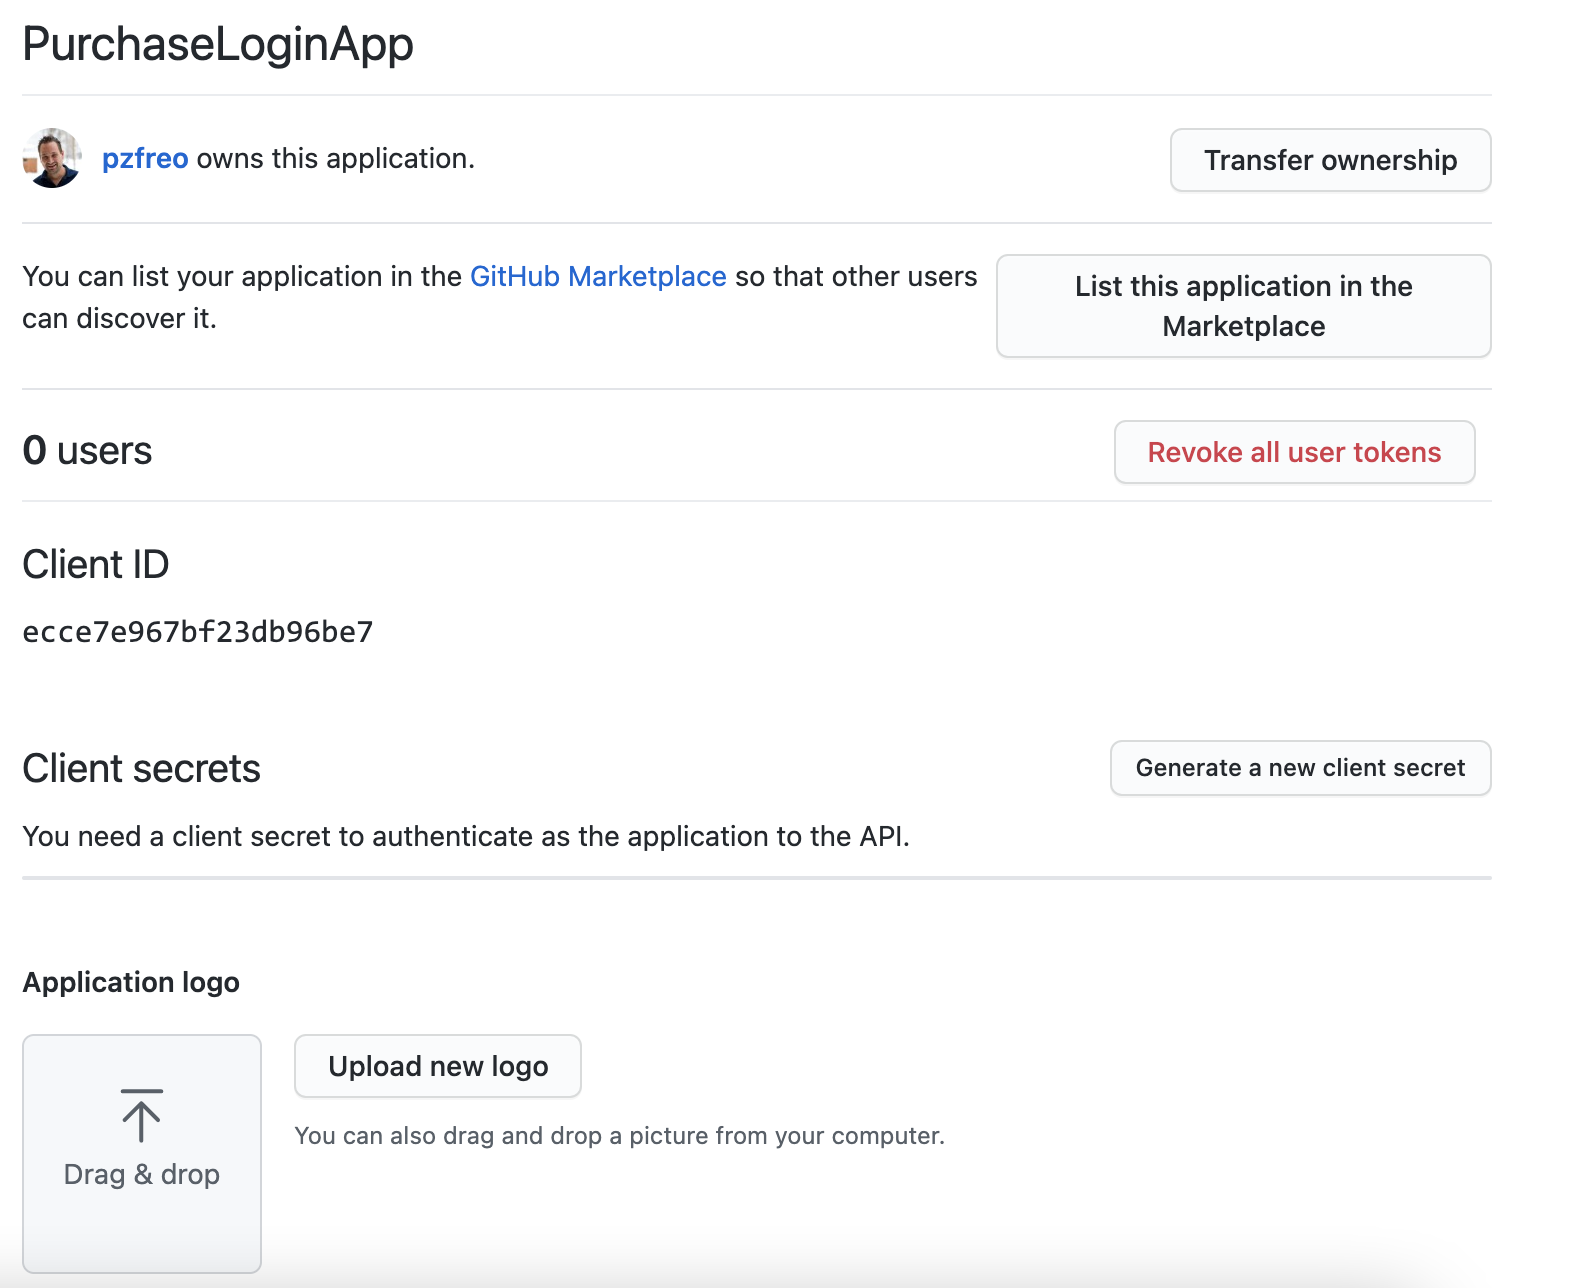 PurchaseLoginApp
pzfreo owns this application.
Transfer ownership
You can list your application in the GitHub Marketplace so that other users
can discover it.
List this application in the
Marketplace
0 users
Revoke all user tokens
Client ID
ecce7e967bf23db96be7
Client secrets
Generate a new client secret
You need a client secret to authenticate as the application to the API.
Application logo
Drag & drop
Upload new logo
You can also drag and drop a picture from your computer.